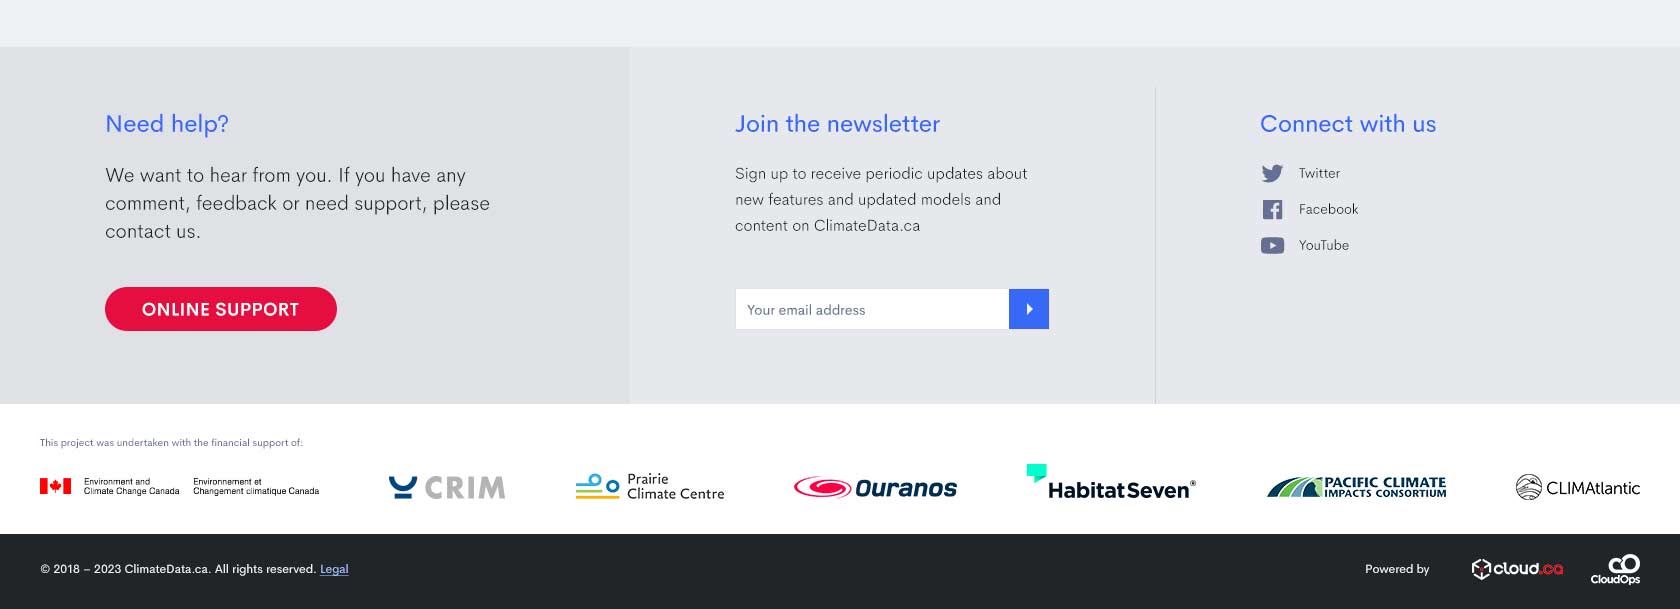 Need help?
We want to hear from you. If you have any
comment, feedback or need support, please
contact us.
ONLINE SUPPORT
Join the newsletter
Sign up to receive periodic updates about
new features and updated models and
content on ClimateData.ca
Your email address
Connect with us
Twitter
Facebook
YouTube
This project was undertaken with the financial support of:
Environment and
Climate Change Canada
Environnement et
Changement climatique Canada
CRIM
Prairie
Climate Centre
Ouranos
HabitatSeven®
PACIFIC CLIMATE
IMPACTS CONSORTIUM
CLIMAtlantic
© 2018 – 2023 ClimateData.ca. All rights reserved. Legal
Powered by
cloud.ca
CloudOps